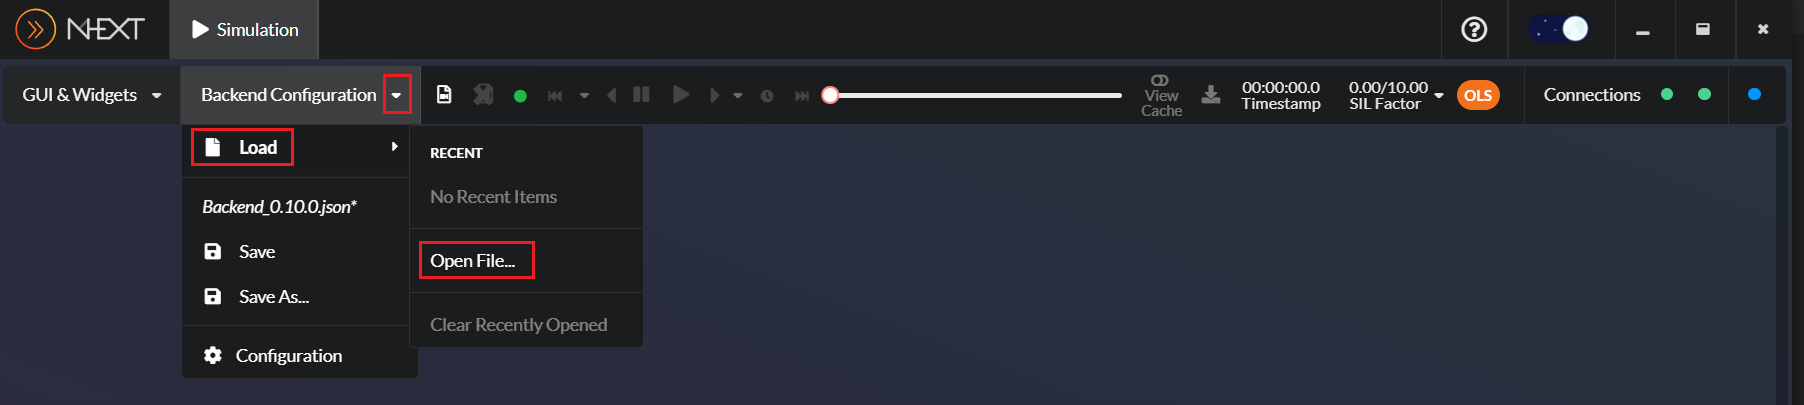 NEXT
Simulation
GUI & Widgets
Backend Configuration
View
Cache
00:00:00.0
Timestamp
0.00/10.00
SIL Factor
OLS
Connections
Load
RECENT
No Recent Items
Backend_0.10.0.json*
Save
Open File...
Save As...
Clear Recently Opened
Configuration